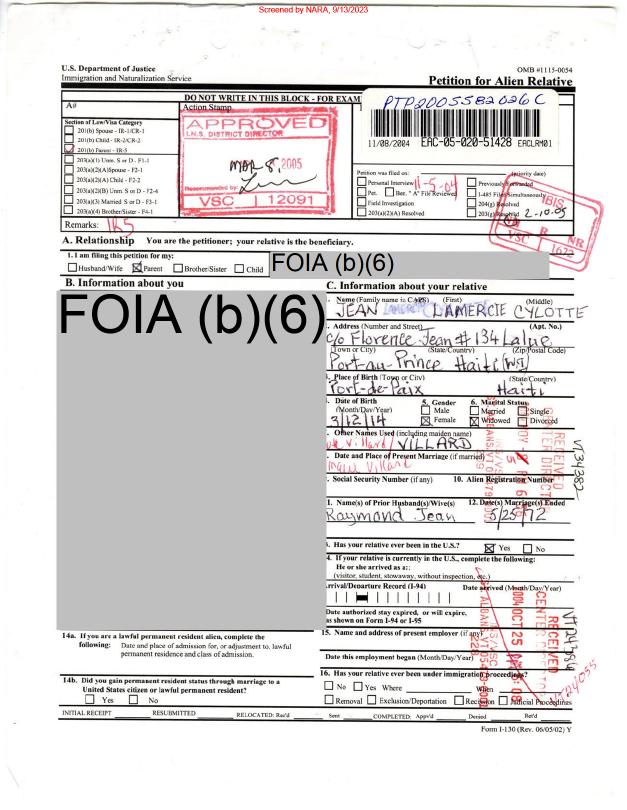 Screened by NARA, 9/13/2023
U.S. Department of Justice
Immigration and Naturalization Service
OMB #1115-0054
Petition for Alien Relative
DO NOT WRITE IN THIS BLOCK - FOR EXAM
A#
Action Stamp
PTP2005582026C
Section of Law/Visa Category
201(b) Spouse - IR-1/CR-1
201(b) Child - IR-2/CR-2
201(b) Parent - IR-5
203(a)(1) Unm. S or D - F1-1
203(a)(2)(A)Spouse - F2-1
203(a)(2)(A) Child - F2-2
203(a)(2)(B) Unm. S or D - F2-4
203(a)(3) Married S or D - F3-1
203(a)(4) Brother/Sister - F4-1
APPROVED
I.N.S. DISTRICT DIRECTOR
MAR 8, 2005
Recommended by:
VSC 12091
11/08/2004 EAC-05-020-51428 EACLRM01
Petition was filed on: 11-5-04 (priority date)
Personal Interview
Pet. Ben. "A" File Reviewed
Field Investigation
203(a)(2)(A) Resolved
Previously Forwarded
I-485 Filed Simultaneously
204(g) Resolved
203(g) Resolved
IBIS
2-10-05
NR
VSC 1622
Remarks: IR5
A. Relationship You are the petitioner; your relative is the beneficiary.
1. I am filing this petition for my:
Husband/Wife Parent Brother/Sister Child
FOIA (b)(6)
B. Information about you
FOIA (b)(6)
C. Information about your relative
Name (Family name in CAPS) (First) (Middle)
JEAN LAMERCIE CYLOTTE
Address (Number and Street) (Apt. No.)
c/o Florence Jean # 134 Lalue
(Town or City) (State/Country) (Zip/Postal Code)
Port-au-Prince Haiti (WI)
Place of Birth (Town or City) (State/Country)
Port-de-Paix Haiti
Date of Birth
(Month/Day/Year)
3/12/14
5. Gender
Male
Female
6. Marital Status
Married Single
Widowed Divorced
Other Names Used (including maiden name)
Villard/ VILLARD
Date and Place of Present Marriage (if married)
Villard
Social Security Number (if any) 10. Alien Registration Number
1. Name(s) of Prior Husband(s)/Wive(s) 12. Date(s) Marriage(s) Ended
Raymond Jean 5/25/72
Has your relative ever been in the U.S.? Yes No
4. If your relative is currently in the U.S., complete the following:
He or she arrived as a::
(visitor, student, stowaway, without inspection, etc.)
Arrival/Departure Record (I-94) Date arrived (Month/Day/Year)
Date authorized stay expired, or will expire,
as shown on Form I-94 or I-95
15. Name and address of present employer (if any)
Date this employment began (Month/Day/Year)
16. Has your relative ever been under immigration proceedings?
No Yes Where When
Removal Exclusion/Deportation Recission Judicial Proceedings
14a. If you are a lawful permanent resident alien, complete the
following: Date and place of admission for, or adjustment to, lawful
permanent residence and class of admission.
14b. Did you gain permanent resident status through marriage to a
United States citizen or lawful permanent resident?
Yes No
RECEIVED
RECEIVED
2004 OCT 25
INITIAL RECEIPT RESUBMITTED RELOCATED: Rec'd Sent COMPLETED: Appv'd Denied Ret'd
Form I-130 (Rev. 06/05/02) Y